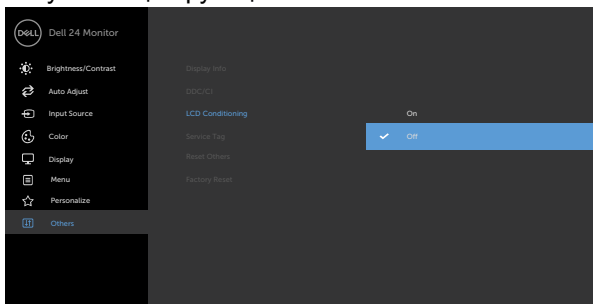 DELL
Dell 24 Monitor
Brightness/Contrast
Auto Adjust
Input Source
Color
Display
Menu
Personalize
Others
Display Info
DDC/CI
LCD Conditioning
Service Tag
Reset Others
Factory Reset
On
Off